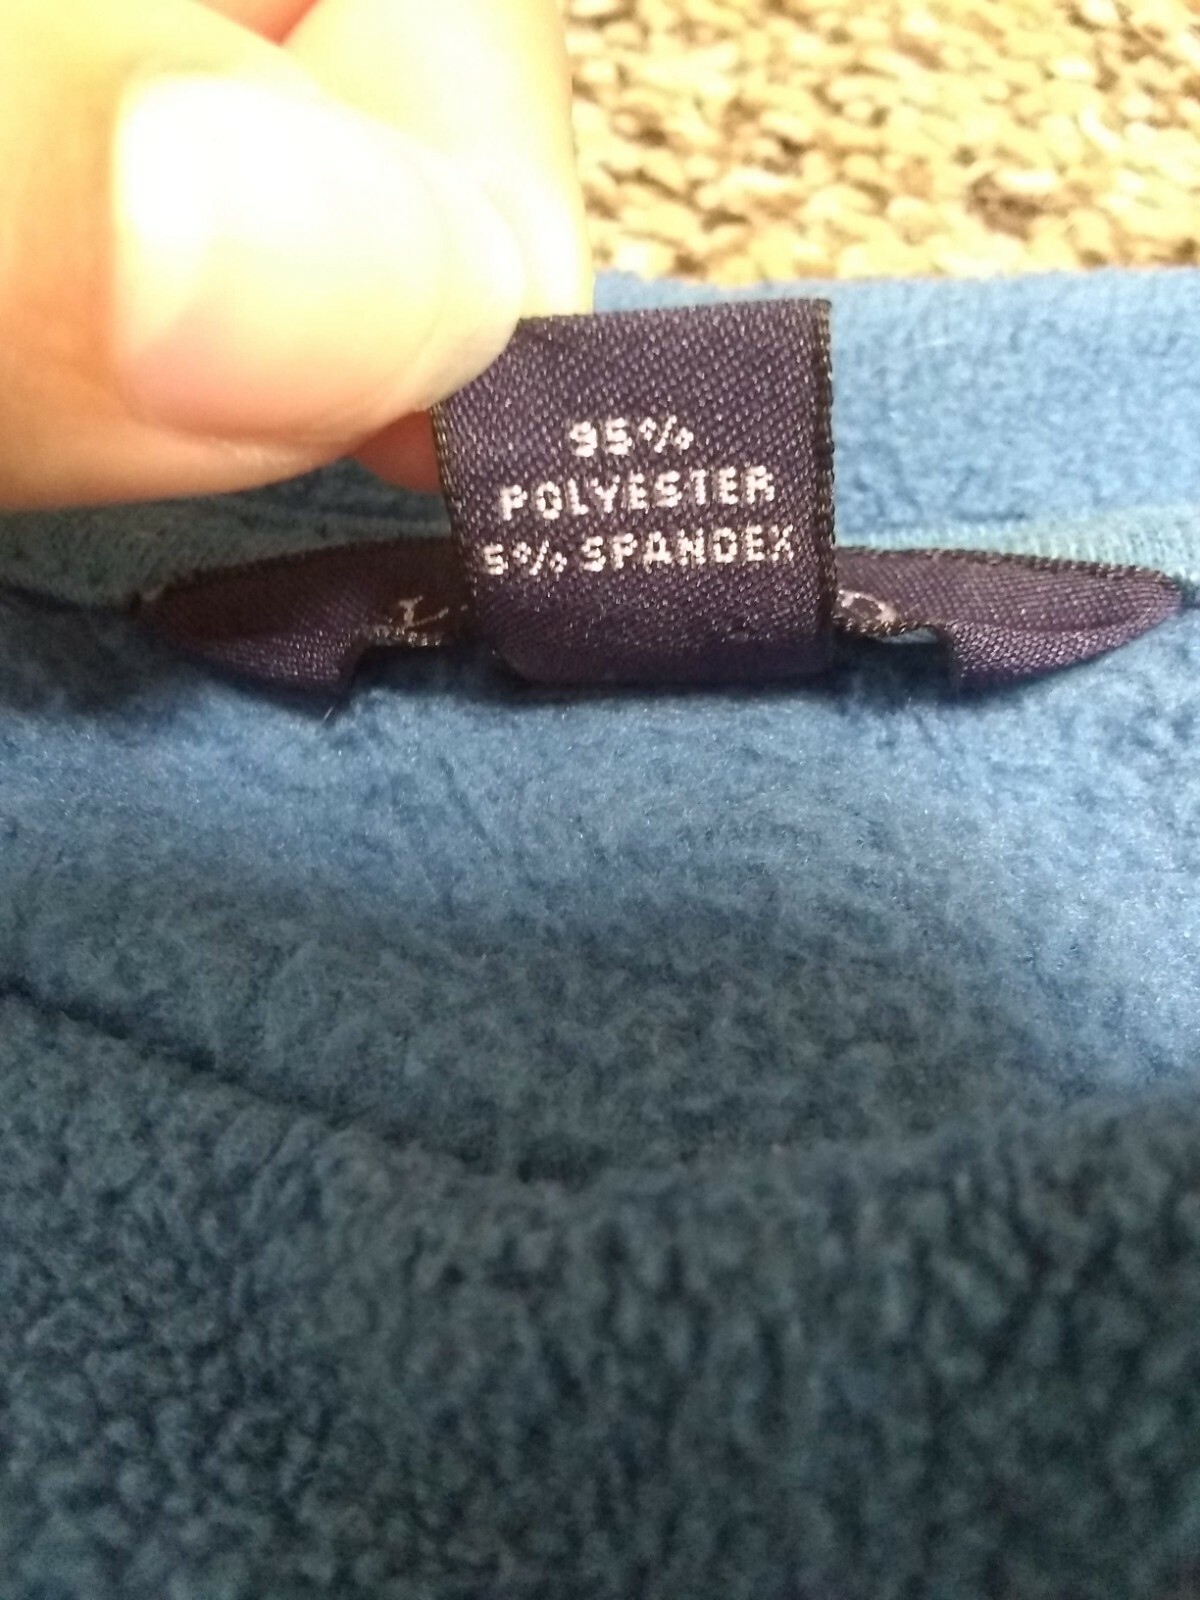 95%
POLYESTER
5% SPANDEX